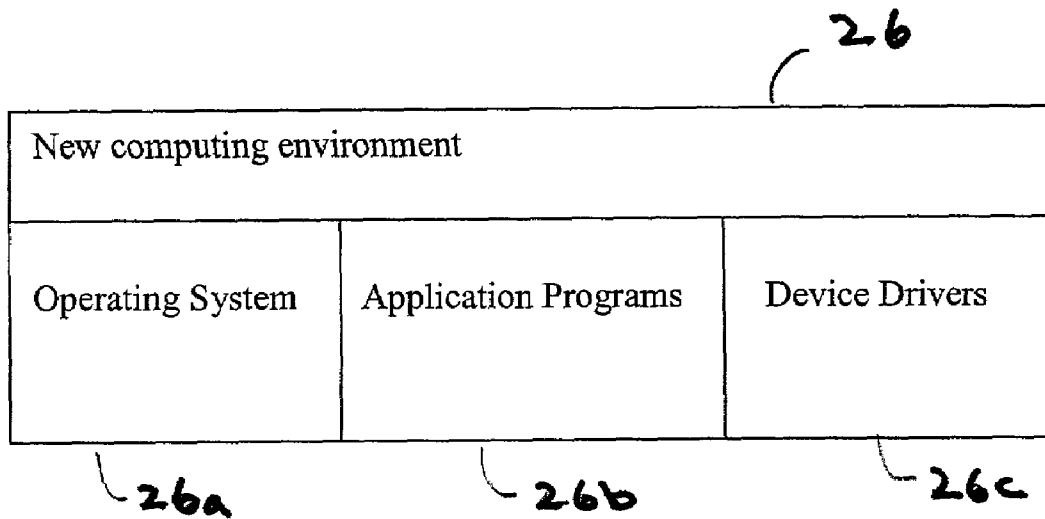 26
New computing environment
Operating System Application Programs Device Drivers
26a 26b 26c